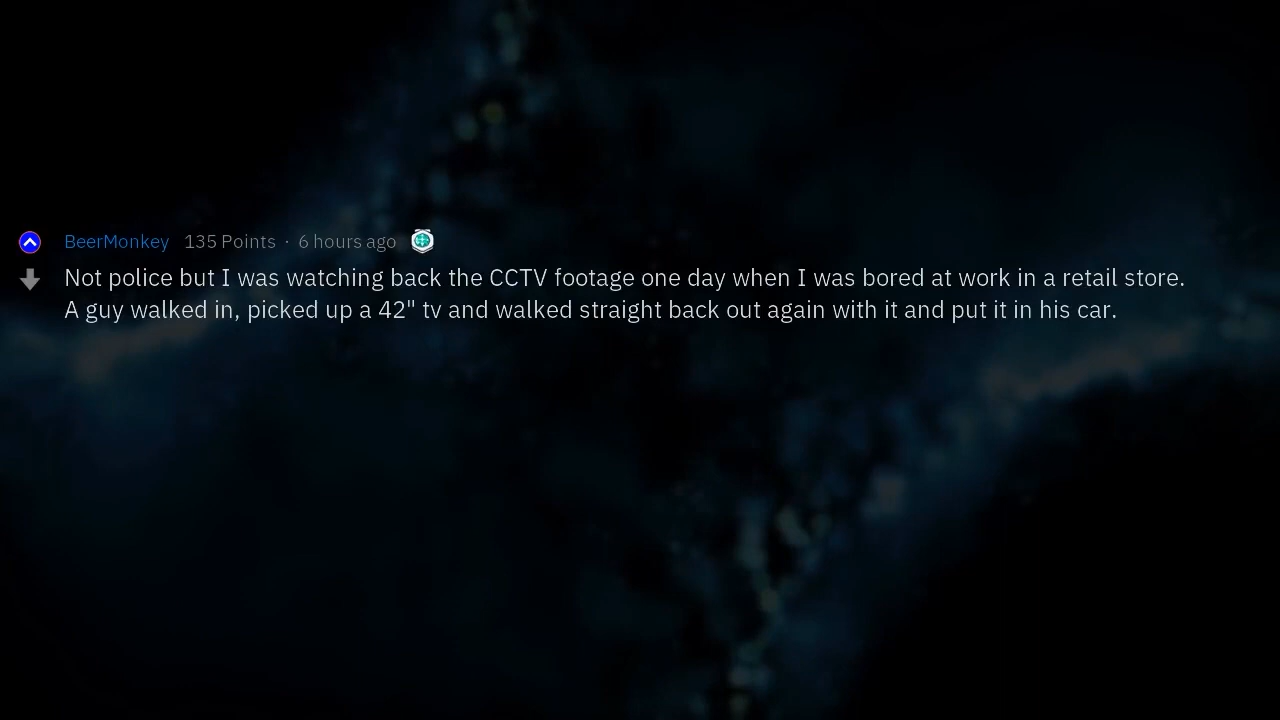 BeerMonkey 135 Points · 6 hours ago
Not police but I was watching back the CCTV footage one day when I was bored at work in a retail store.
A guy walked in, picked up a 42" tv and walked straight back out again with it and put it in his car.